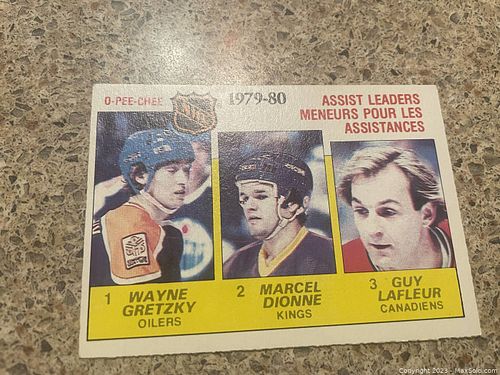 O-PEE-CHEE
NHL
1979-80
ASSIST LEADERS
MENEURS POUR LES
ASSISTANCES
1 WAYNE
GRETZKY
OILERS
2 MARCEL
DIONNE
KINGS
3 GUY
LAFLEUR
CANADIENS
Copyright 2023 - MaxSold.com